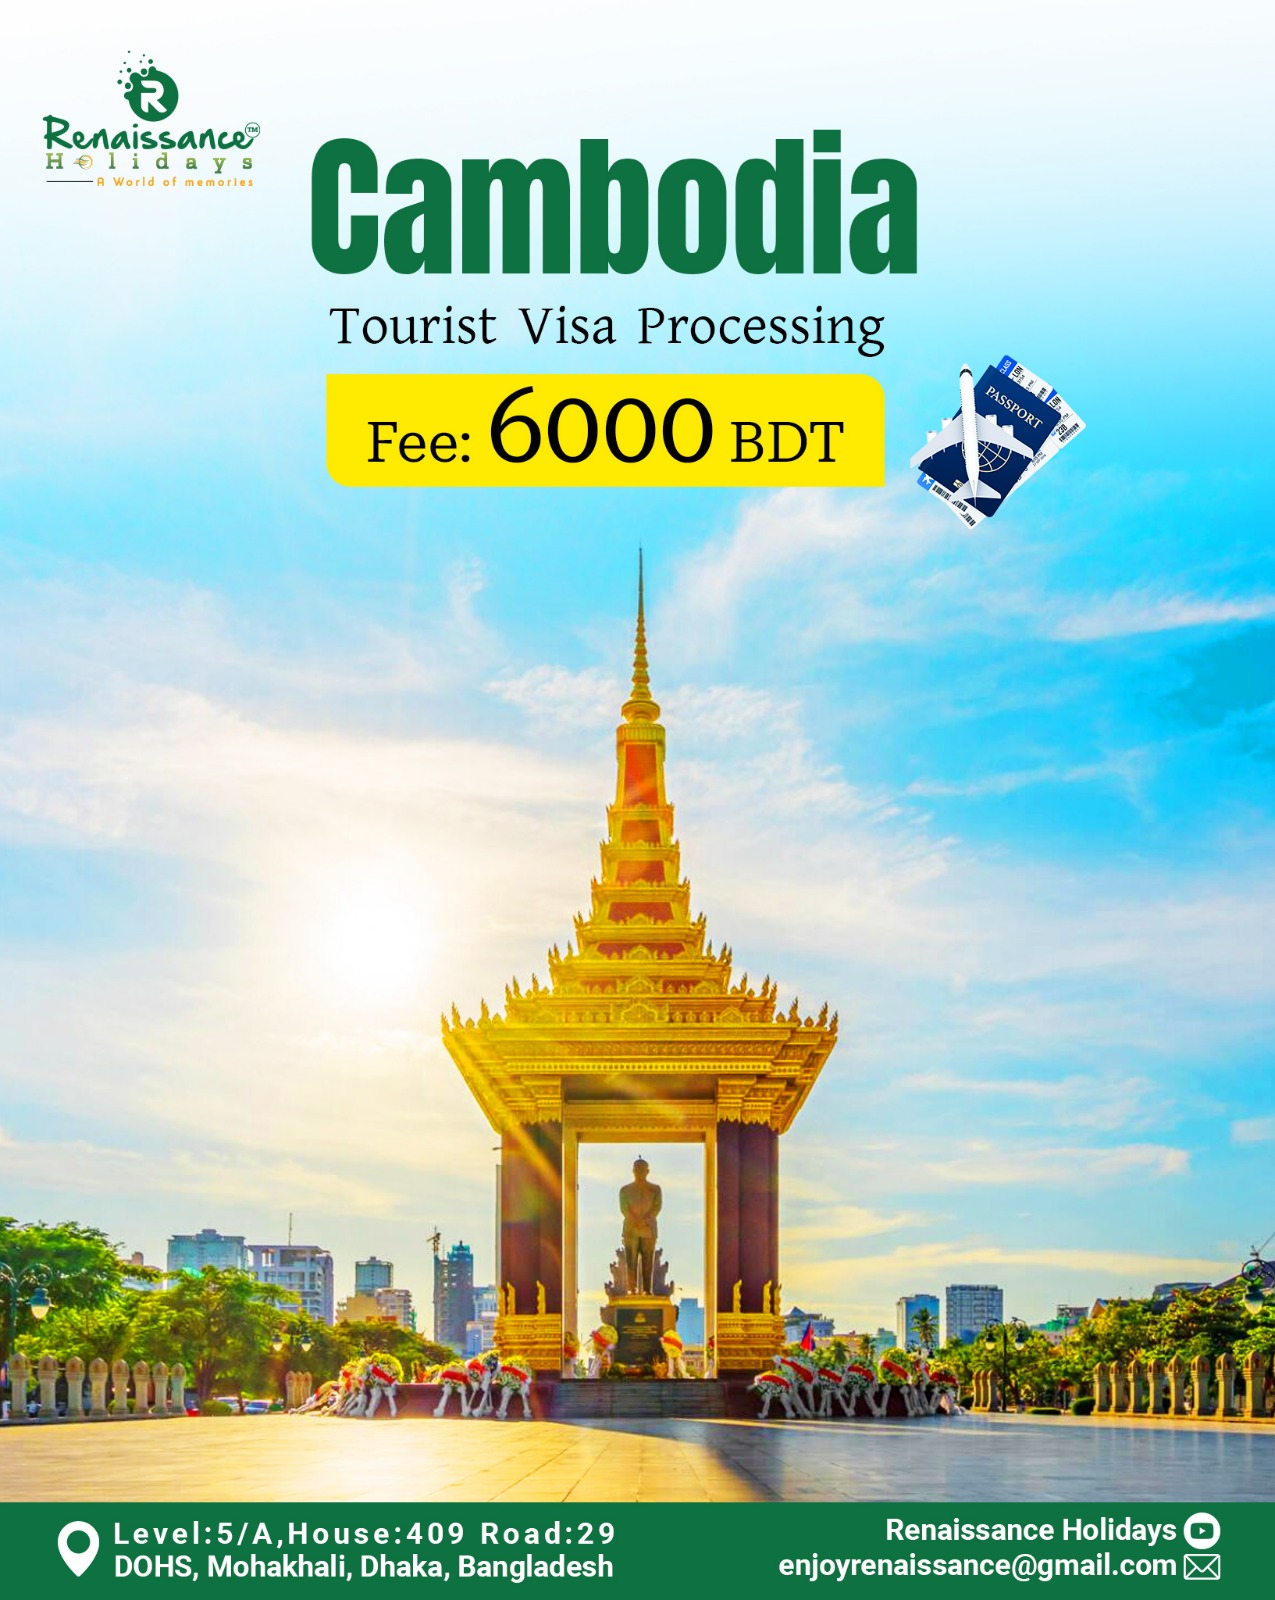 R
Renaissance™
Holidays
A World of memories
Cambodia
Tourist Visa Processing
Fee: 6000 BDT
PASSPORT
Level:5/A,House:409 Road:29
DOHS, Mohakhali, Dhaka, Bangladesh
Renaissance Holidays
enjoyrenaissance@gmail.com